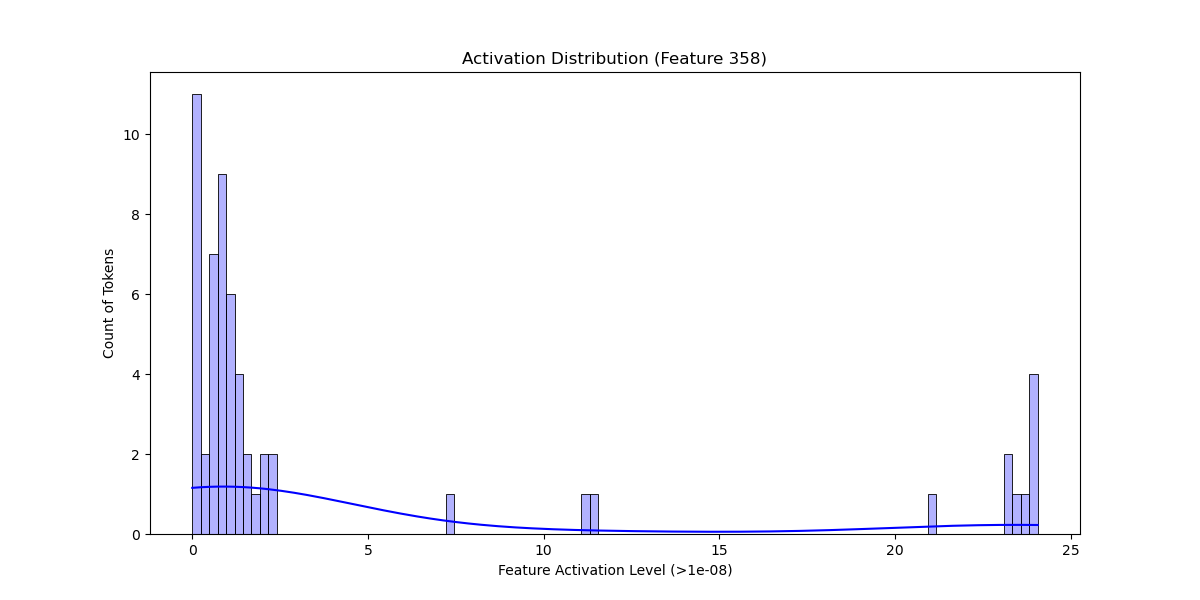 Activation Distribution (Feature 358)
10
8
6
4
2
0
Count of Tokens
0 5 10 15 20 25
Feature Activation Level (>1e-08)